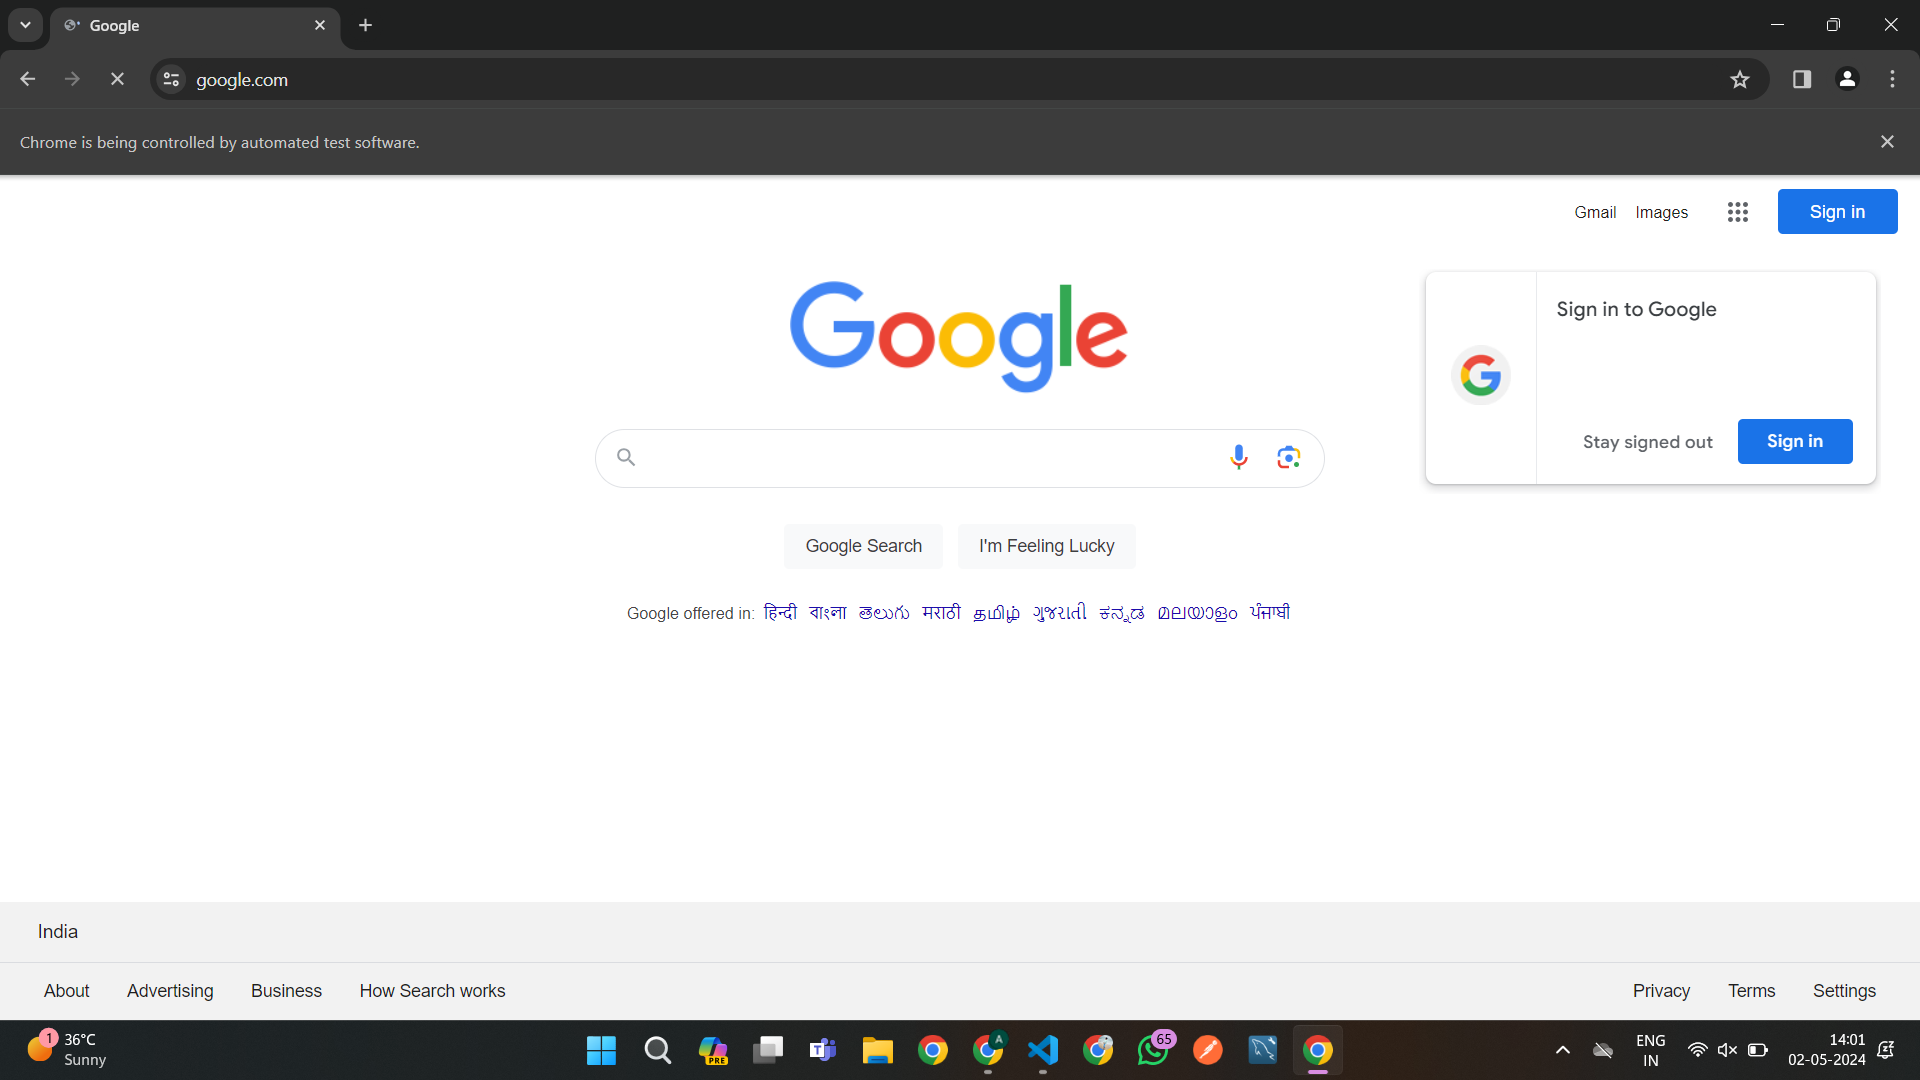 Google
google.com
Chrome is being controlled by automated test software.
Gmail Images Sign in
Google
Sign in to Google
Stay signed out Sign in
Google Search I'm Feeling Lucky
Google offered in: हिन्दी বাংলা తెలుగు मराठी தமிழ் ગુજરાતી ಕನ್ನಡ മലയാളം ਪੰਜਾਬੀ
India
About Advertising Business How Search works Privacy Terms Settings
1 36°C
Sunny
PRE
T
A
65
ENG
IN
14:01
02-05-2024